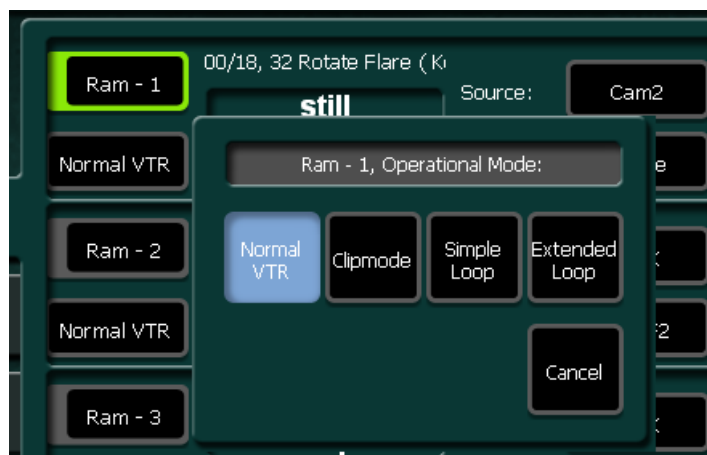 Ram - 1
00/18, 32 Rotate Flare ( K
still
Source:
Cam2
Normal VTR
Ram - 1, Operational Mode:
Ram - 2
Normal
VTR
Clipmode
Simple
Loop
Extended
Loop
Normal VTR
Cancel
Ram - 3